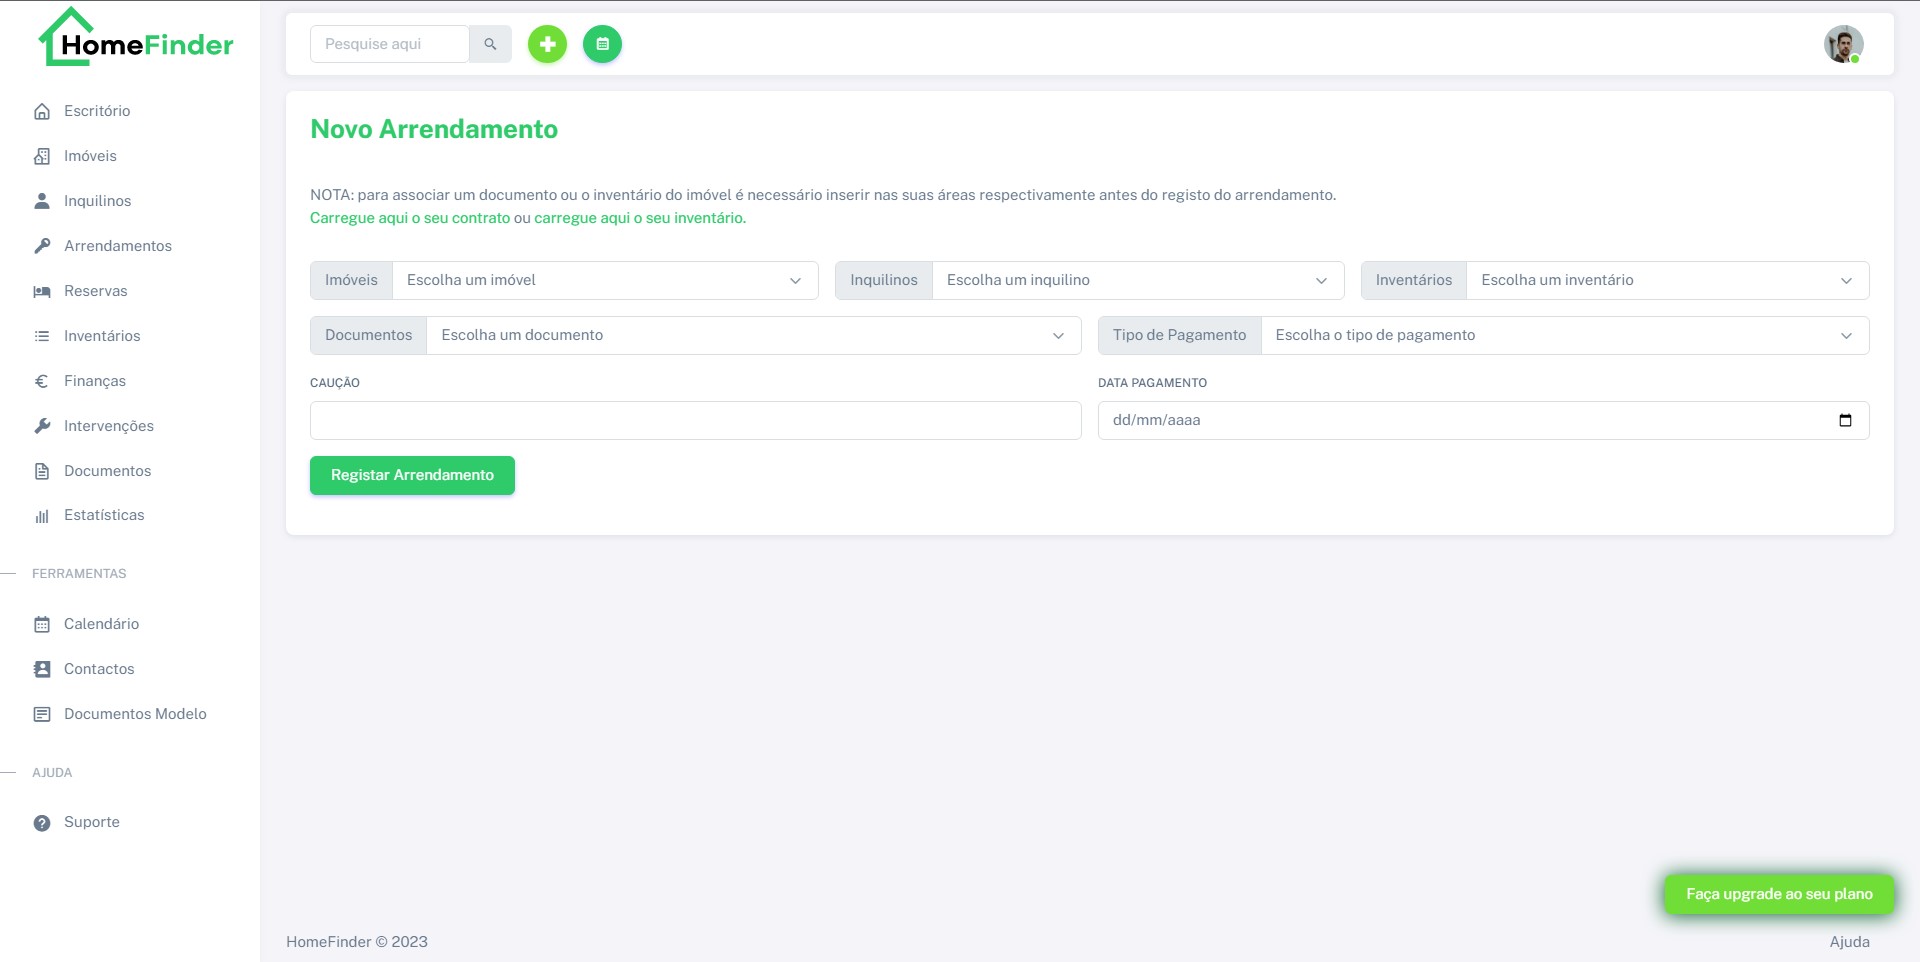 HomeFinder
Pesquise aqui
Escritório
Imóveis
Inquilinos
Arrendamentos
Reservas
Inventários
Finanças
Intervenções
Documentos
Estatísticas
FERRAMENTAS
Calendário
Contactos
Documentos Modelo
AJUDA
Suporte
Novo Arrendamento
NOTA: para associar um documento ou o inventário do imóvel é necessário inserir nas suas áreas respectivamente antes do registo do arrendamento.
Carregue aqui o seu contrato ou carregue aqui o seu inventário.
Imóveis Escolha um imóvel Inquilinos Escolha um inquilino Inventários Escolha um inventário
Documentos Escolha um documento Tipo de Pagamento Escolha o tipo de pagamento
CAUÇÃO DATA PAGAMENTO
dd/mm/aaaa
Registar Arrendamento
Faça upgrade ao seu plano
HomeFinder © 2023 Ajuda